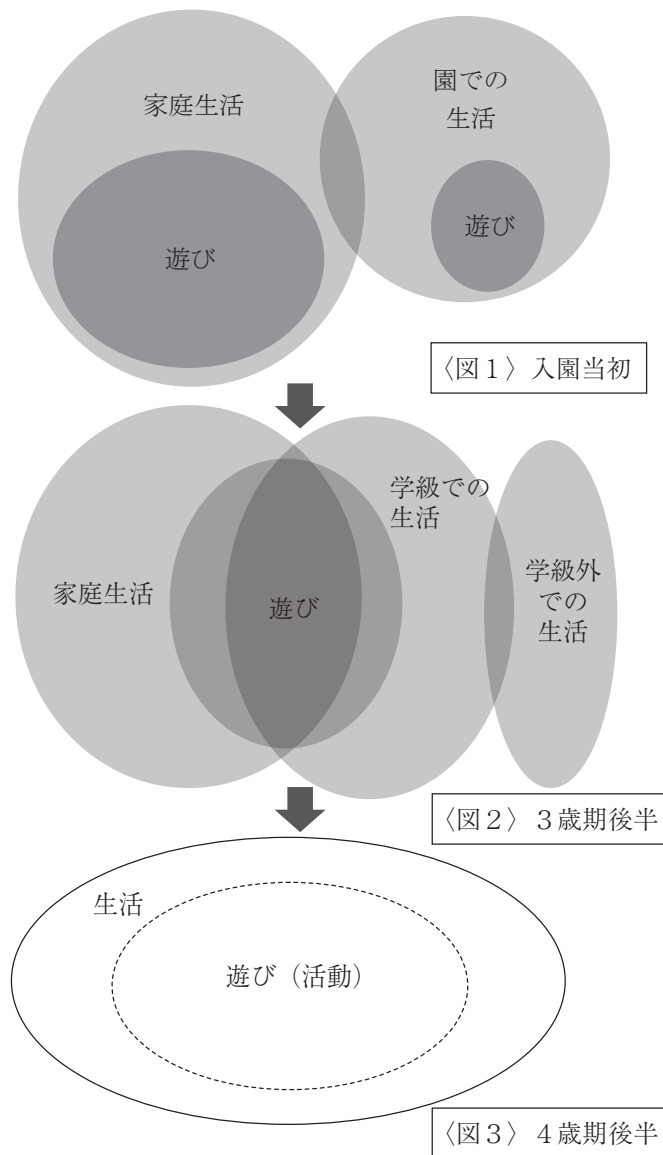 家庭生活
園での
生活
遊び
遊び
〈図１〉入園当初
学級での
生活
家庭生活
遊び
学級外
での
生活
〈図２〉３歳期後半
生活
遊び（活動）
〈図３〉４歳期後半